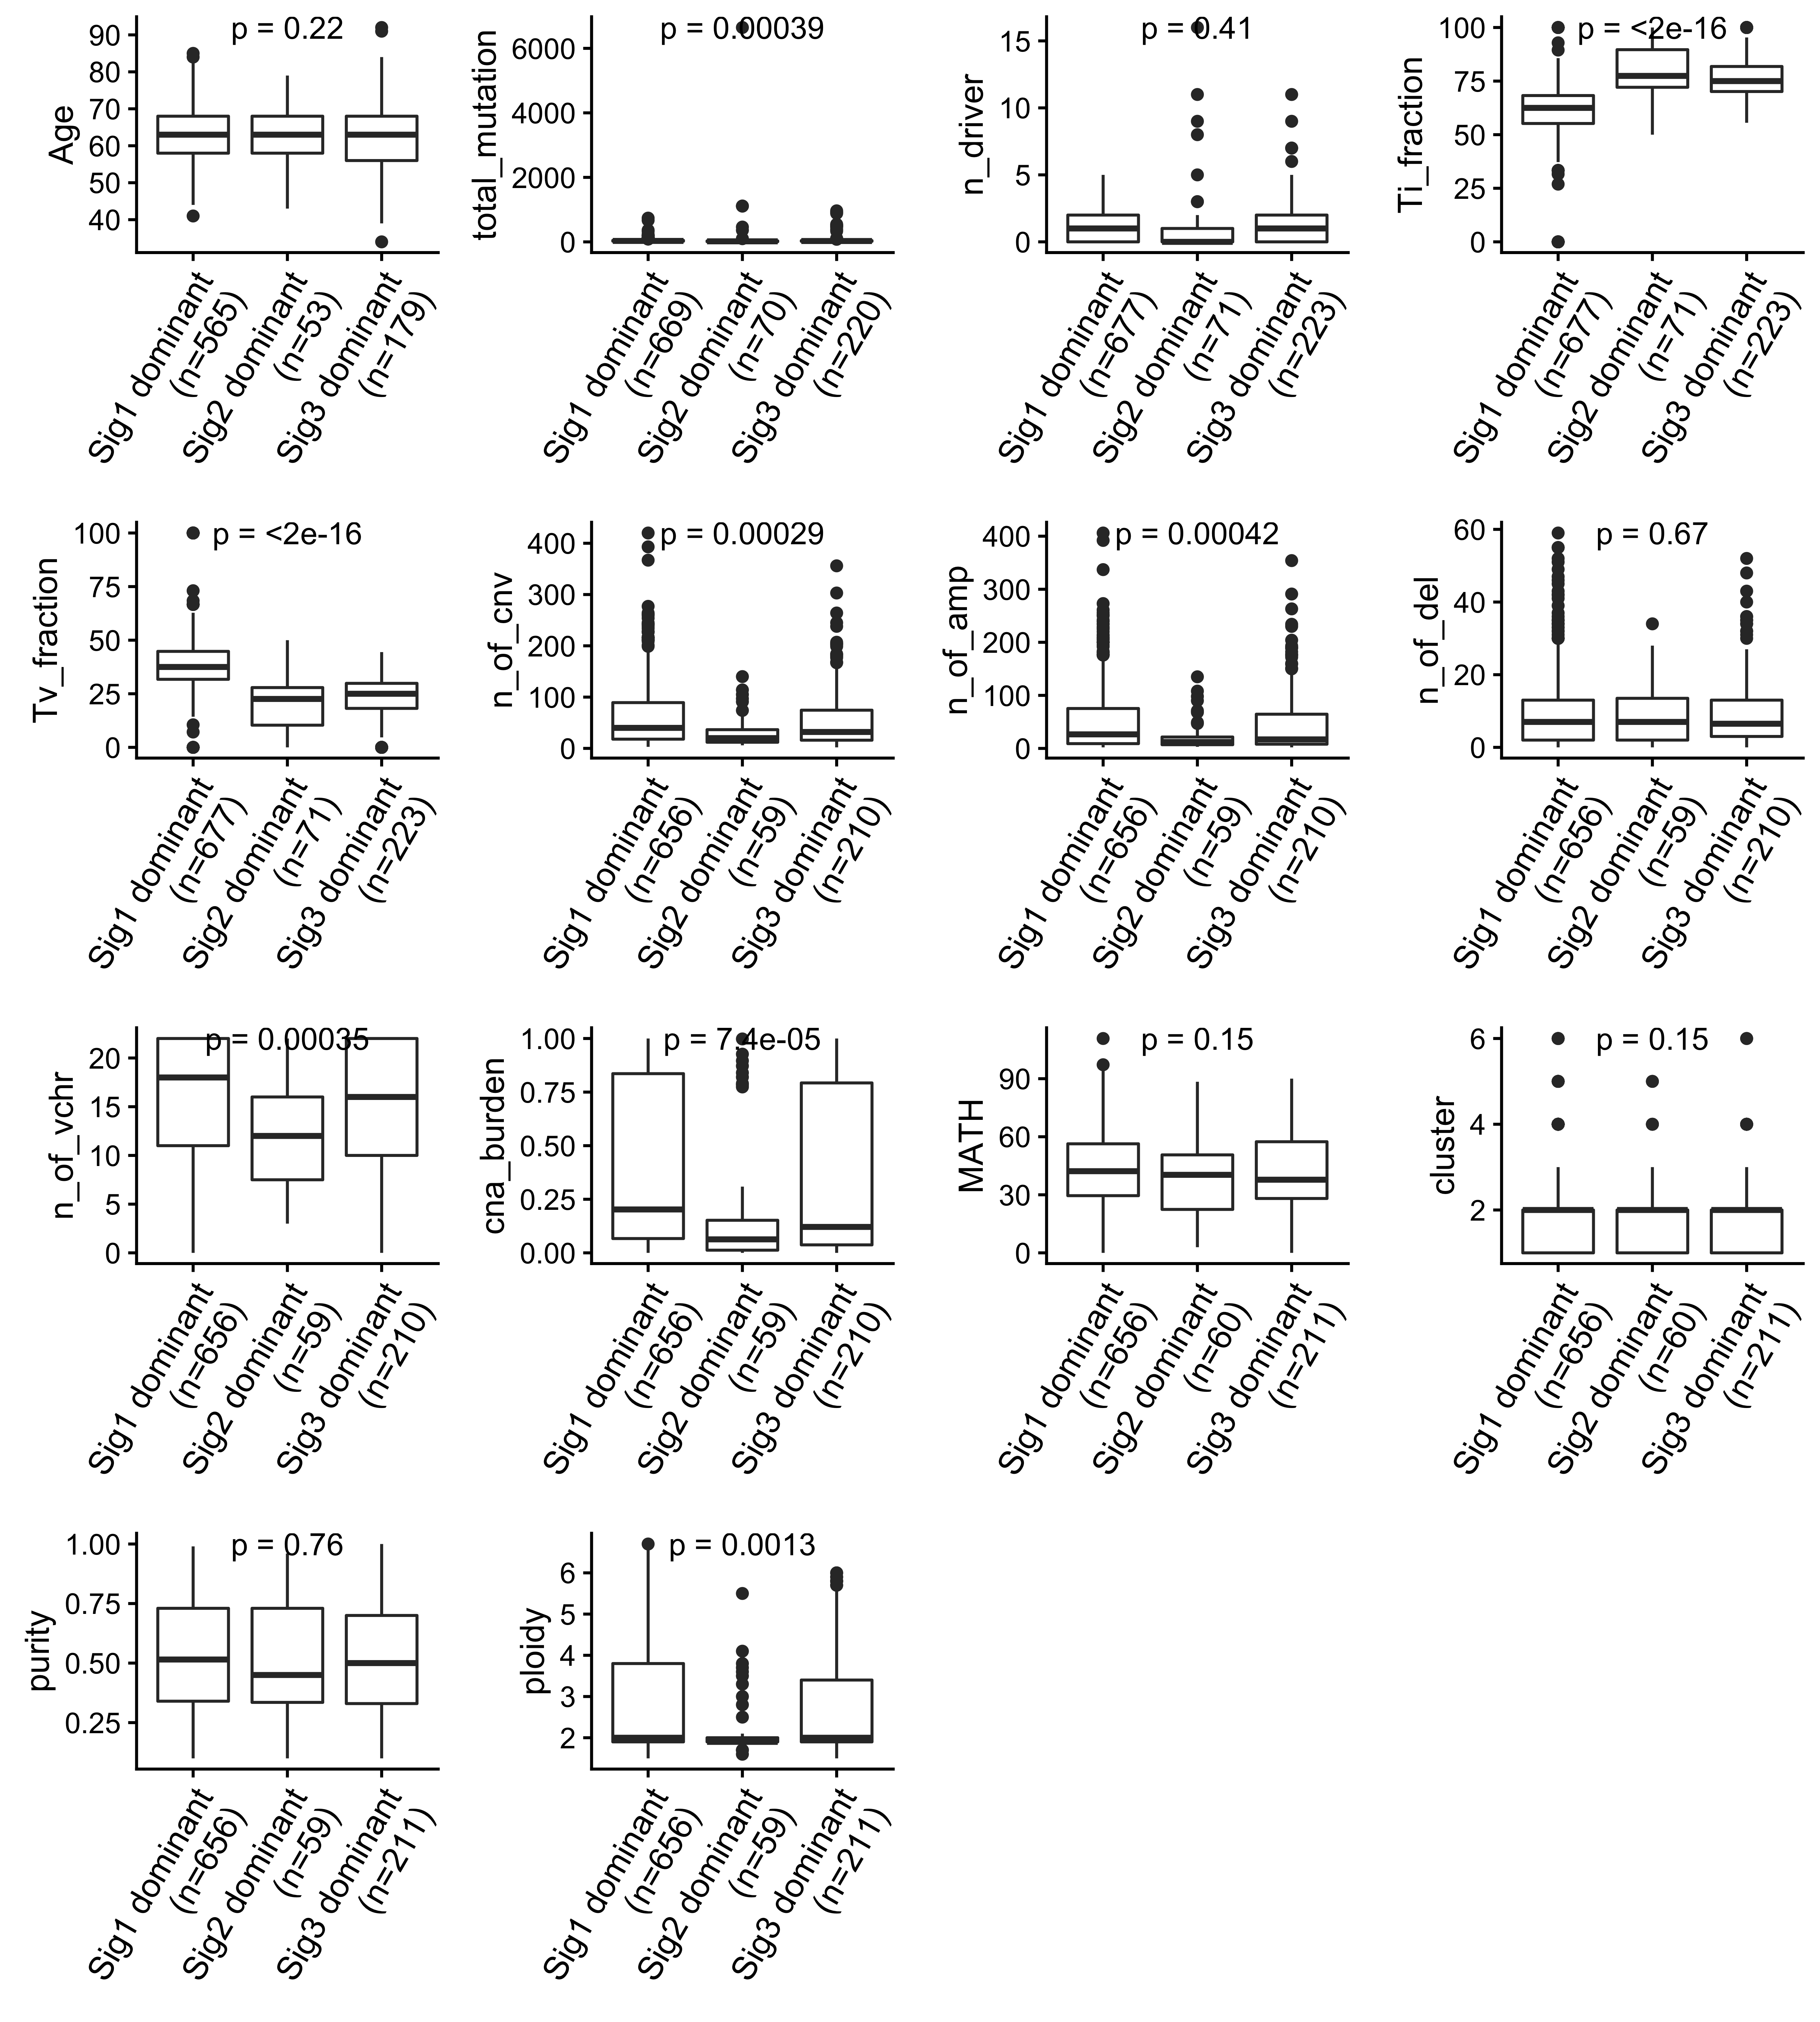 p = 0.22
Age
90
80
70
60
50
40
Sig1 dominant
(n=565)
Sig2 dominant
(n=53)
Sig3 dominant
(n=179)
p = 0.00039
total_mutation
6000
4000
2000
0
Sig1 dominant
(n=669)
Sig2 dominant
(n=70)
Sig3 dominant
(n=220)
p = 0.41
n_driver
15
10
5
0
Sig1 dominant
(n=677)
Sig2 dominant
(n=71)
Sig3 dominant
(n=223)
p = <2e-16
Ti_fraction
100
75
50
25
0
Sig1 dominant
(n=677)
Sig2 dominant
(n=71)
Sig3 dominant
(n=223)
p = <2e-16
Tv_fraction
100
75
50
25
0
Sig1 dominant
(n=677)
Sig2 dominant
(n=71)
Sig3 dominant
(n=223)
p = 0.00029
n_of_cnv
400
300
200
100
0
Sig1 dominant
(n=656)
Sig2 dominant
(n=59)
Sig3 dominant
(n=210)
p = 0.00042
n_of_amp
400
300
200
100
0
Sig1 dominant
(n=656)
Sig2 dominant
(n=59)
Sig3 dominant
(n=210)
p = 0.67
n_of_del
60
40
20
0
Sig1 dominant
(n=656)
Sig2 dominant
(n=59)
Sig3 dominant
(n=210)
p = 0.00035
n_of_vchr
20
15
10
5
0
Sig1 dominant
(n=656)
Sig2 dominant
(n=59)
Sig3 dominant
(n=210)
p = 7.4e-05
cna_burden
1.00
0.75
0.50
0.25
0.00
Sig1 dominant
(n=656)
Sig2 dominant
(n=59)
Sig3 dominant
(n=210)
p = 0.15
MATH
90
60
30
0
Sig1 dominant
(n=656)
Sig2 dominant
(n=60)
Sig3 dominant
(n=211)
p = 0.15
cluster
6
4
2
Sig1 dominant
(n=656)
Sig2 dominant
(n=60)
Sig3 dominant
(n=211)
p = 0.76
purity
1.00
0.75
0.50
0.25
Sig1 dominant
(n=656)
Sig2 dominant
(n=59)
Sig3 dominant
(n=211)
p = 0.0013
ploidy
6
5
4
3
2
Sig1 dominant
(n=656)
Sig2 dominant
(n=59)
Sig3 dominant
(n=211)